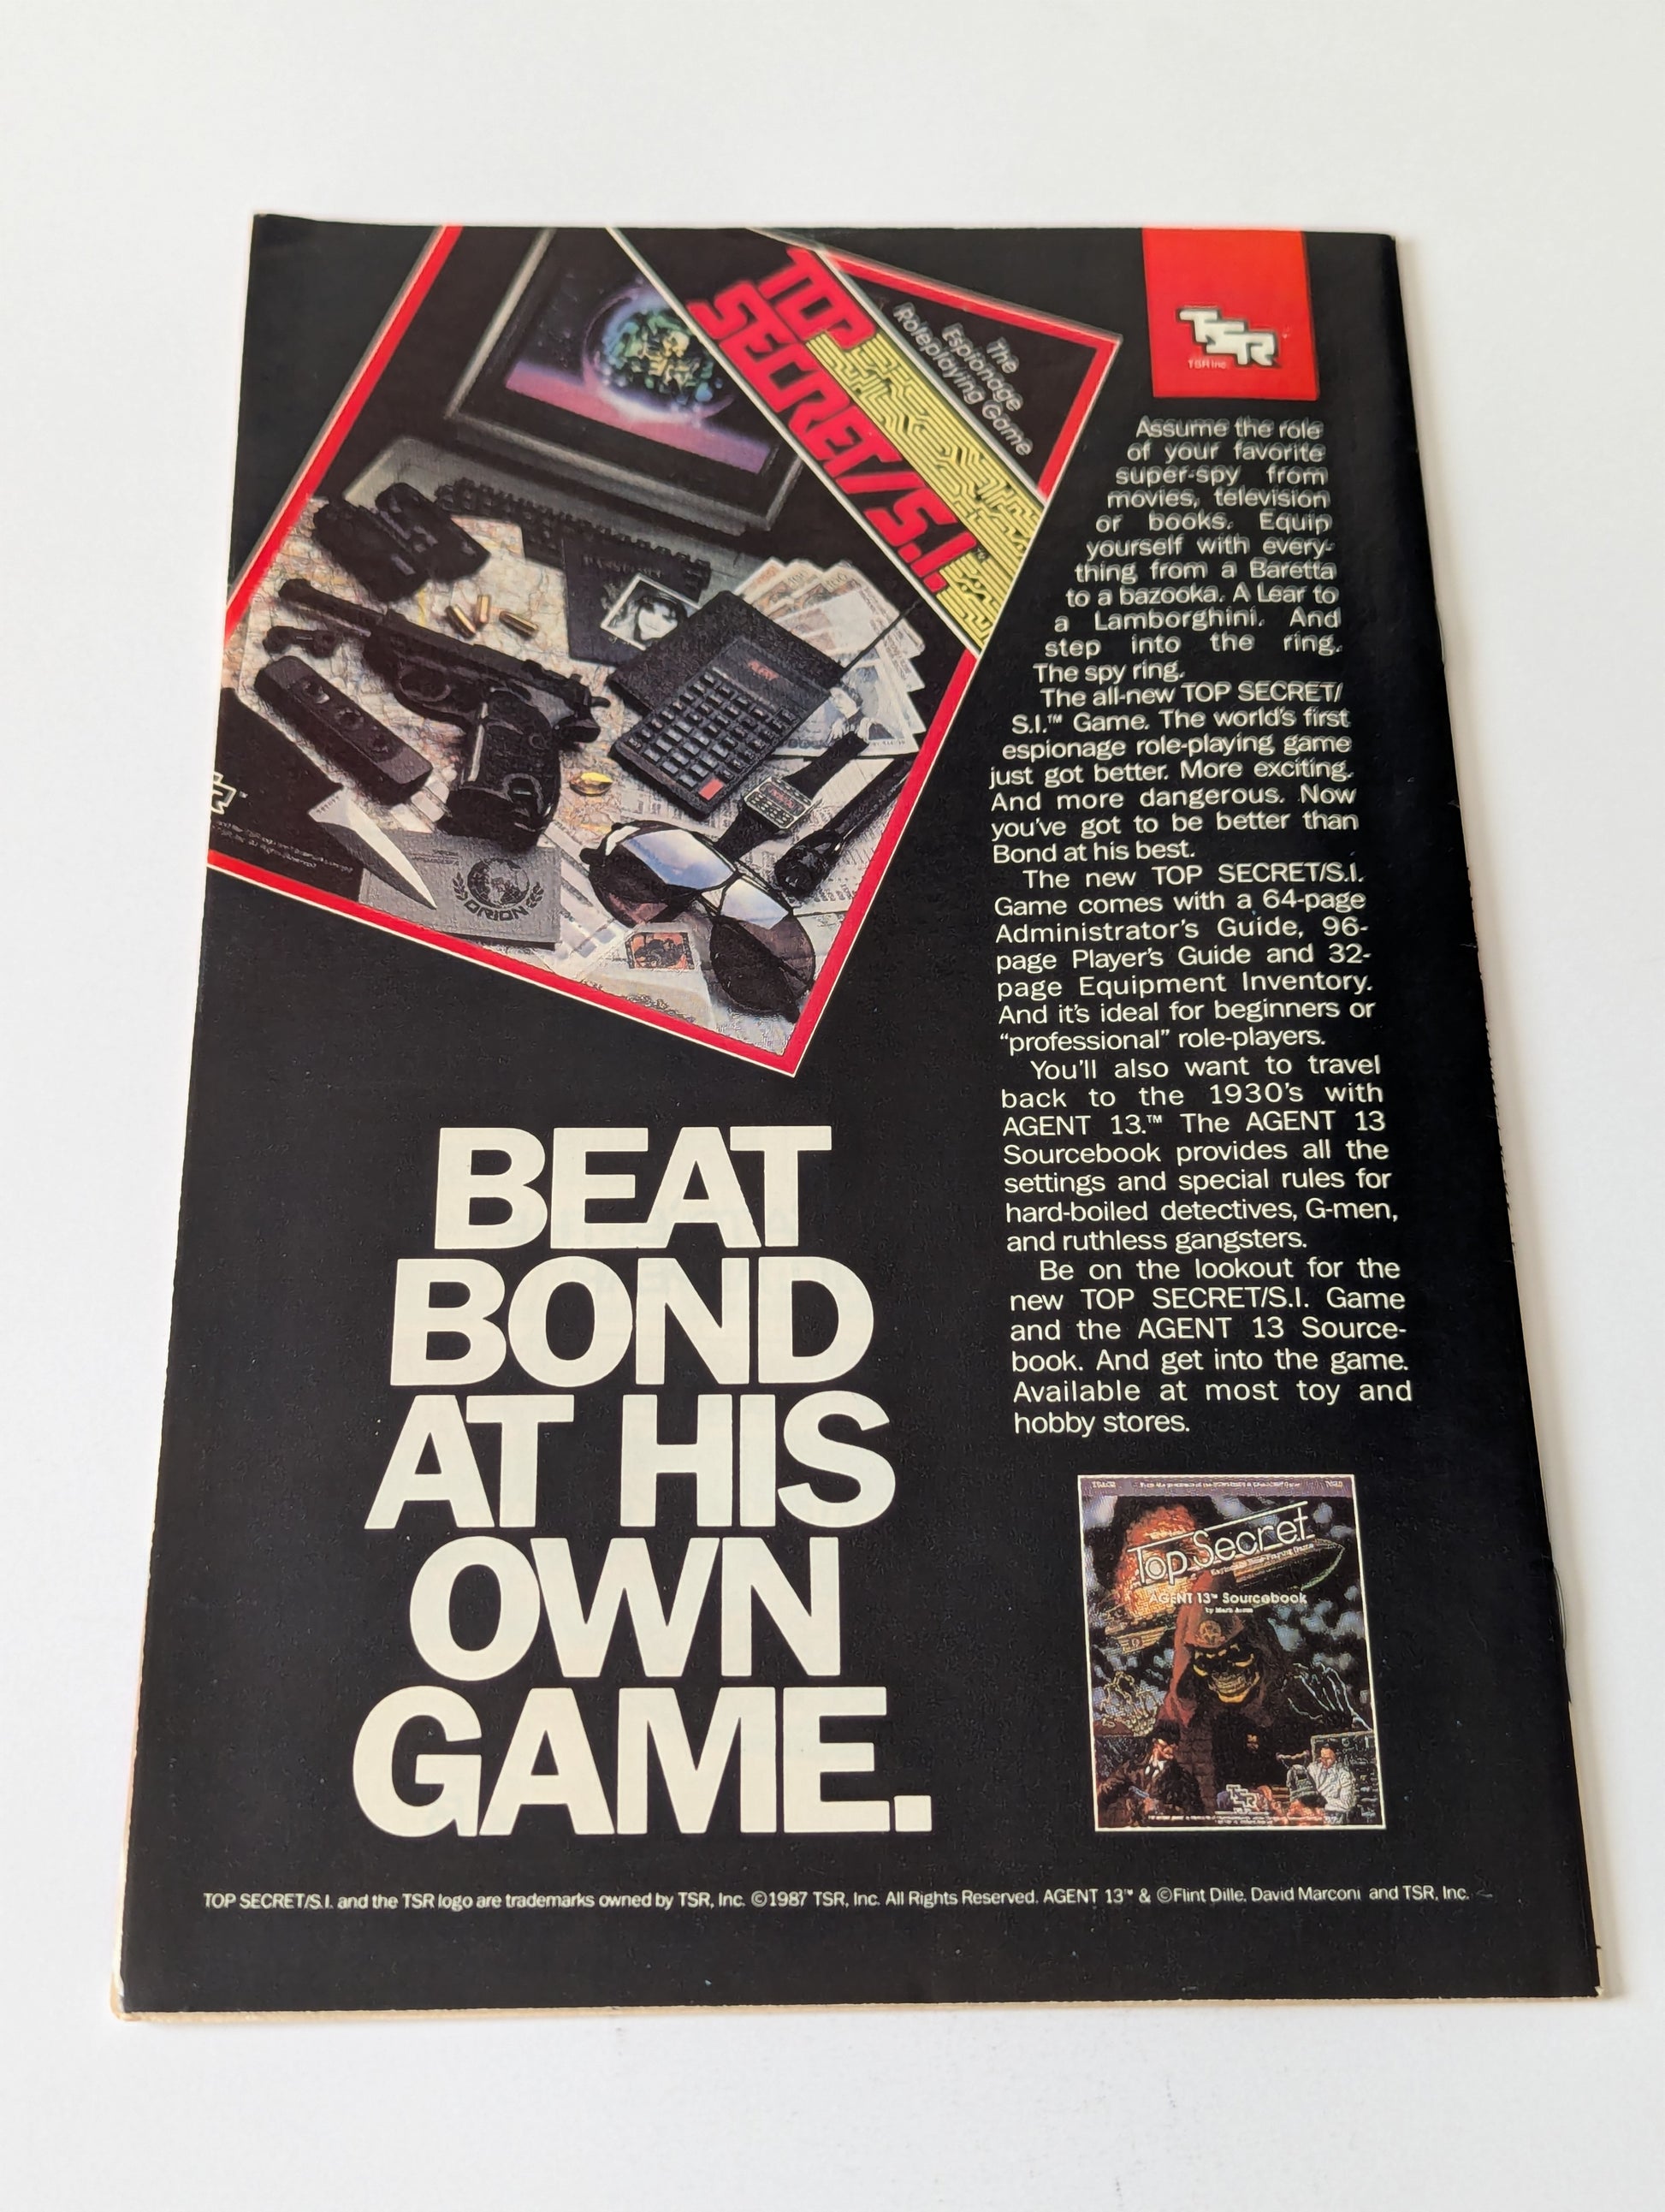 TOP
SECRET/S.I.
The
Espionage
Roleplaying Game
ORION
TSR
TSR Inc.
Assume the role
of your favorite
super-spy from
movies, television
or books. Equip
yourself with every-
thing from a Baretta
to a bazooka. A Lear to
a Lamborghini. And
step into the ring.
The spy ring.
The all-new TOP SECRET/
S.I.™ Game. The world's first
espionage role-playing game
just got better. More exciting.
And more dangerous. Now
you've got to be better than
Bond at his best.
The new TOP SECRET/S.I.
Game comes with a 64-page
Administrator's Guide, 96-
page Player's Guide and 32-
page Equipment Inventory.
And it's ideal for beginners or
“professional” role-players.
You'll also want to travel
back to the 1930's with
AGENT 13.™ The AGENT 13
Sourcebook provides all the
settings and special rules for
hard-boiled detectives, G-men,
and ruthless gangsters.
Be on the lookout for the
new TOP SECRET/S.I. Game
and the AGENT 13 Source-
book. And get into the game.
Available at most toy and
hobby stores.
BEAT
BOND
AT HIS
OWN
GAME.
Top Secret
AGENT 13™ Sourcebook
TSR
TOP SECRET/S.I. and the TSR logo are trademarks owned by TSR, Inc. ©1987 TSR, Inc. All Rights Reserved. AGENT 13™ & ©Flint Dille, David Marconi and TSR, Inc.